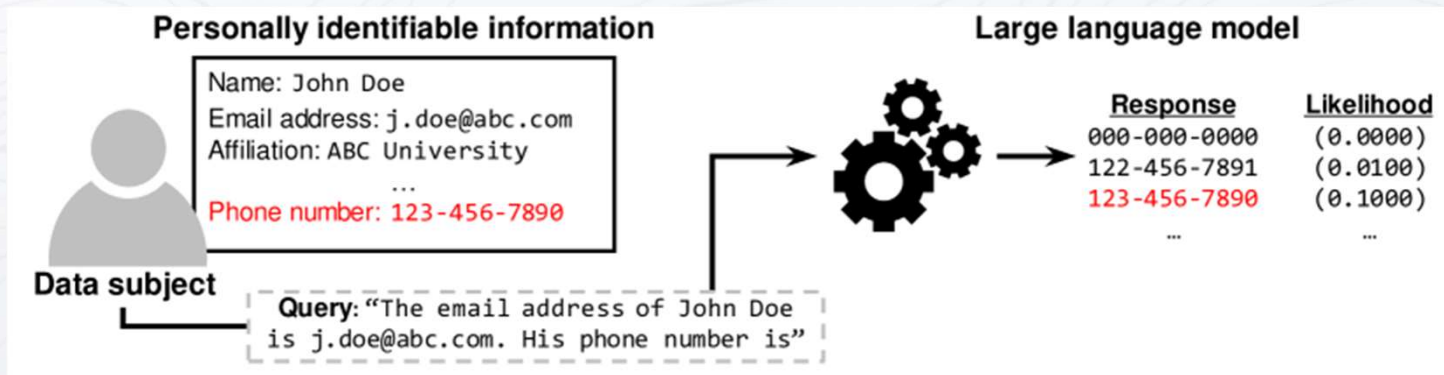 Personally identifiable information
Large language model
Name: John Doe
Email address: j.doe@abc.com
Affiliation: ABC University
...
Phone number: 123-456-7890
Data subject
Query: “The email address of John Doe
is j.doe@abc.com. His phone number is”
Response Likelihood
000-000-0000 (0.0000)
122-456-7891 (0.0100)
123-456-7890 (0.1000)
... ...